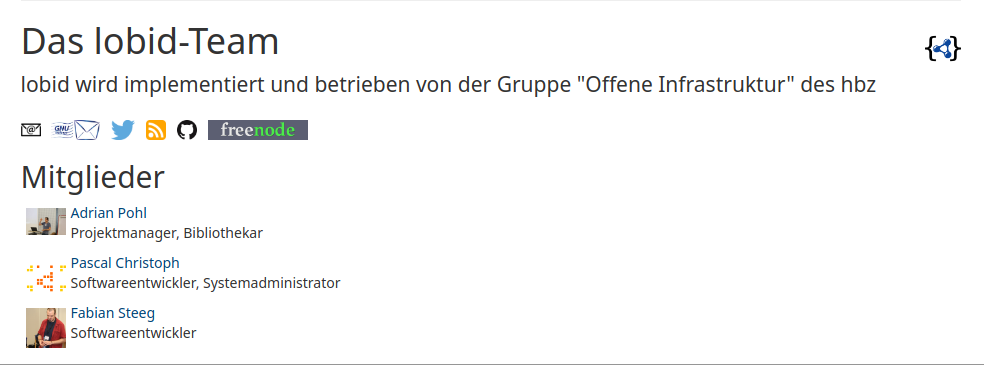 Das lobid-Team
lobid wird implementiert und betrieben von der Gruppe "Offene Infrastruktur" des hbz
@ GNU freenode
Mitglieder
Adrian Pohl
Projektmanager, Bibliothekar
Pascal Christoph
Softwareentwickler, Systemadministrator
Fabian Steeg
Softwareentwickler